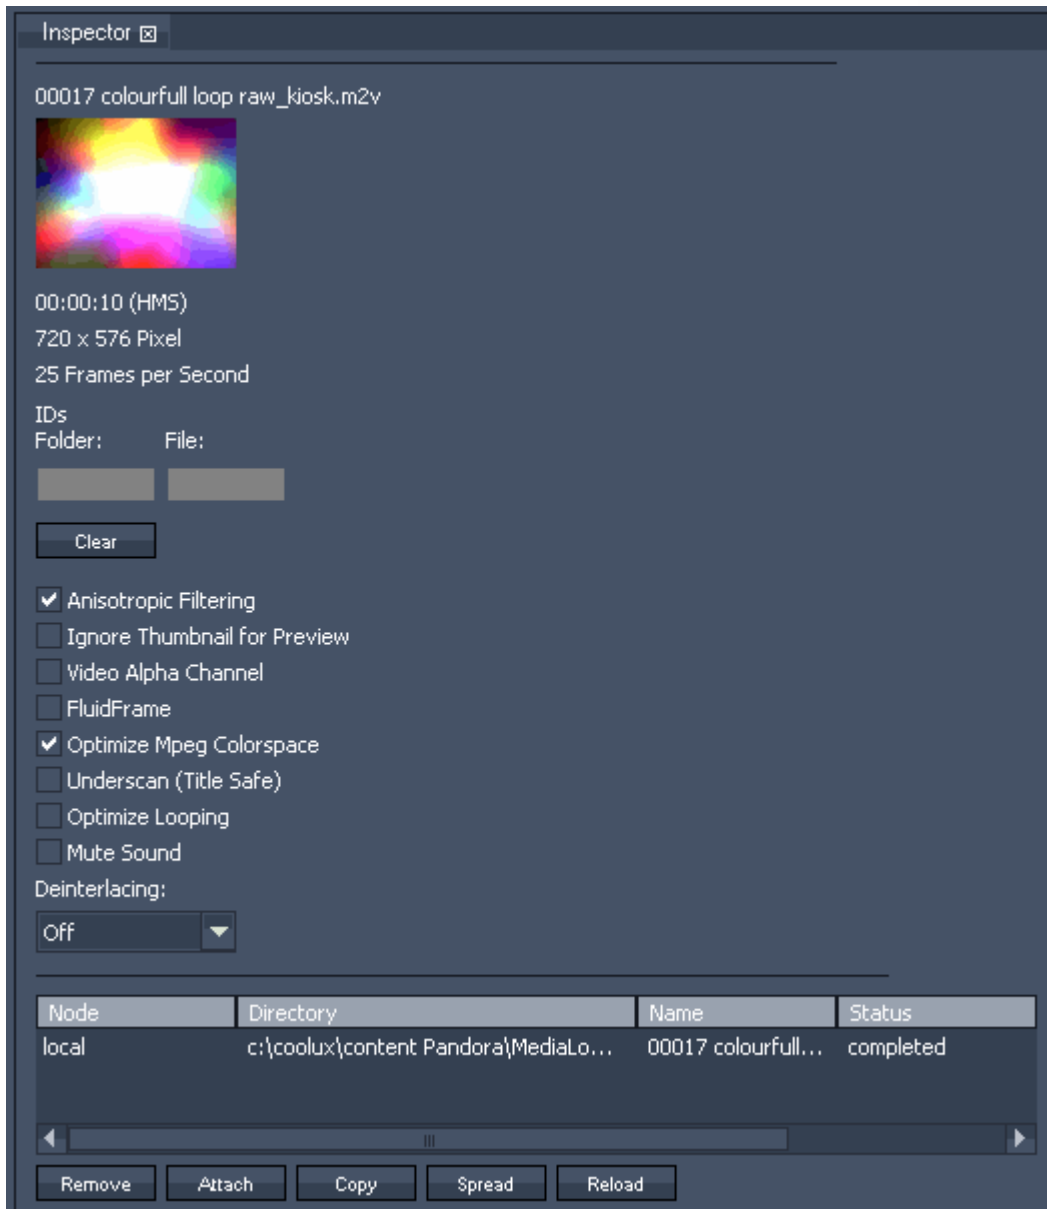 Inspector
00017 colourfull loop raw_kiosk.m2v
00:00:10 (HMS)
720 x 576 Pixel
25 Frames per Second
IDs
Folder: File:
Clear
Anisotropic Filtering
Ignore Thumbnail for Preview
Video Alpha Channel
FluidFrame
Optimize Mpeg Colorspace
Underscan (Title Safe)
Optimize Looping
Mute Sound
Deinterlacing:
Off
Node Directory Name Status
local c:\coolux\content Pandora\MediaLo... 00017 colourfull... completed
Remove Attach Copy Spread Reload